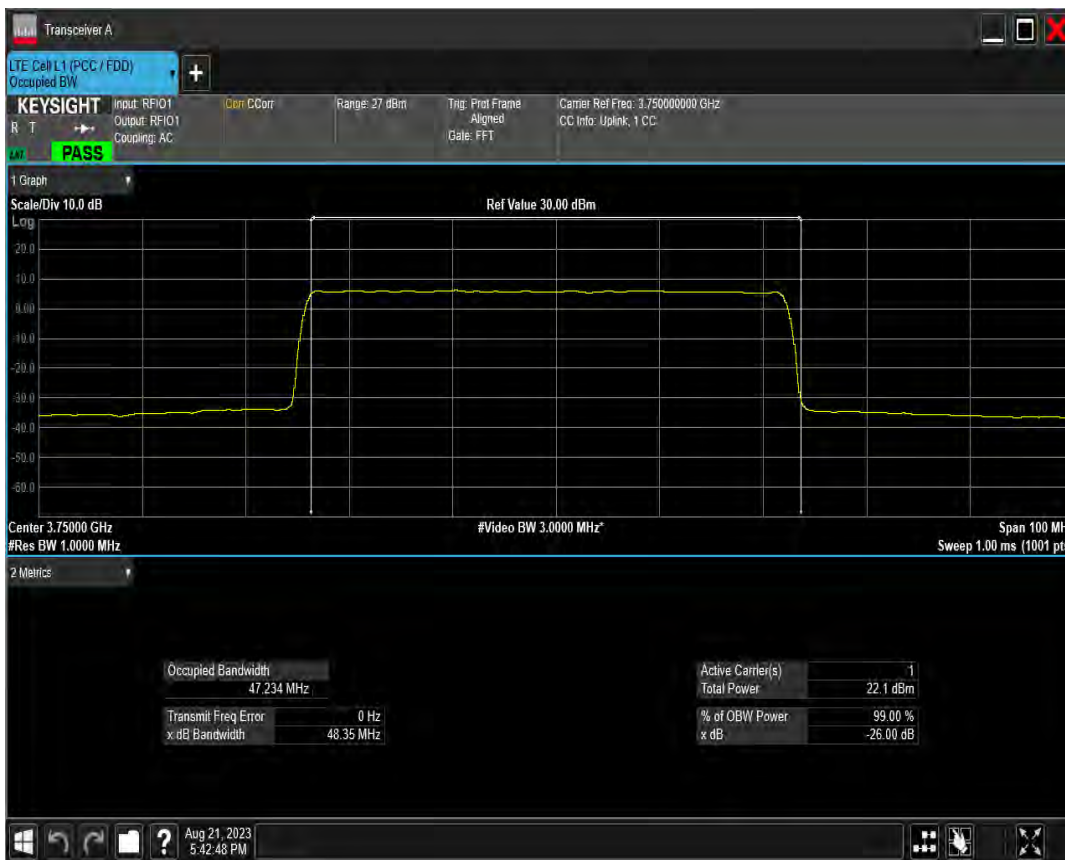 Transceiver A
LTE Cell L1 (PCC / FDD)
Occupied BW
KEYSIGHT
R T
PASS
Input: RFIO1
Output: RFIO1
Coupling: AC
Corr CCorr
Range: 27 dBm
Trig: Prot Frame
Aligned
Gate: FFT
Carrier Ref Freq: 3.750000000 GHz
CC Info: Uplink, 1 CC
1 Graph
Scale/Div 10.0 dB
Ref Value 30.00 dBm
Log
20.0
10.0
0.00
-10.0
-20.0
-30.0
-40.0
-50.0
-60.0
Center 3.75000 GHz
#Video BW 3.0000 MHz*
Span 100 MH
#Res BW 1.0000 MHz
Sweep 1.00 ms (1001 pts
2 Metrics
Occupied Bandwidth
47.234 MHz
Transmit Freq Error 0 Hz
x dB Bandwidth 48.35 MHz
Active Carrier(s) 1
Total Power 22.1 dBm
% of OBW Power 99.00 %
x dB -26.00 dB
?
Aug 21, 2023
5:42:48 PM